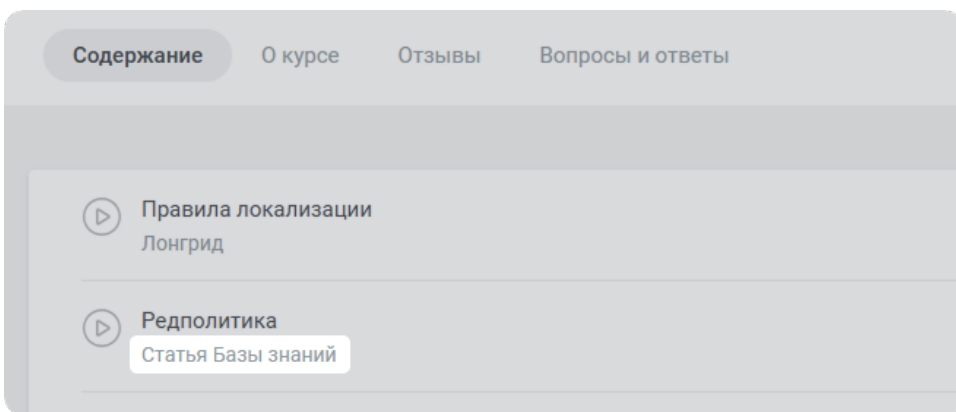 Содержание О курсе Отзывы Вопросы и ответы
Правила локализации
Лонгрид
Редполитика
Статья Базы знаний